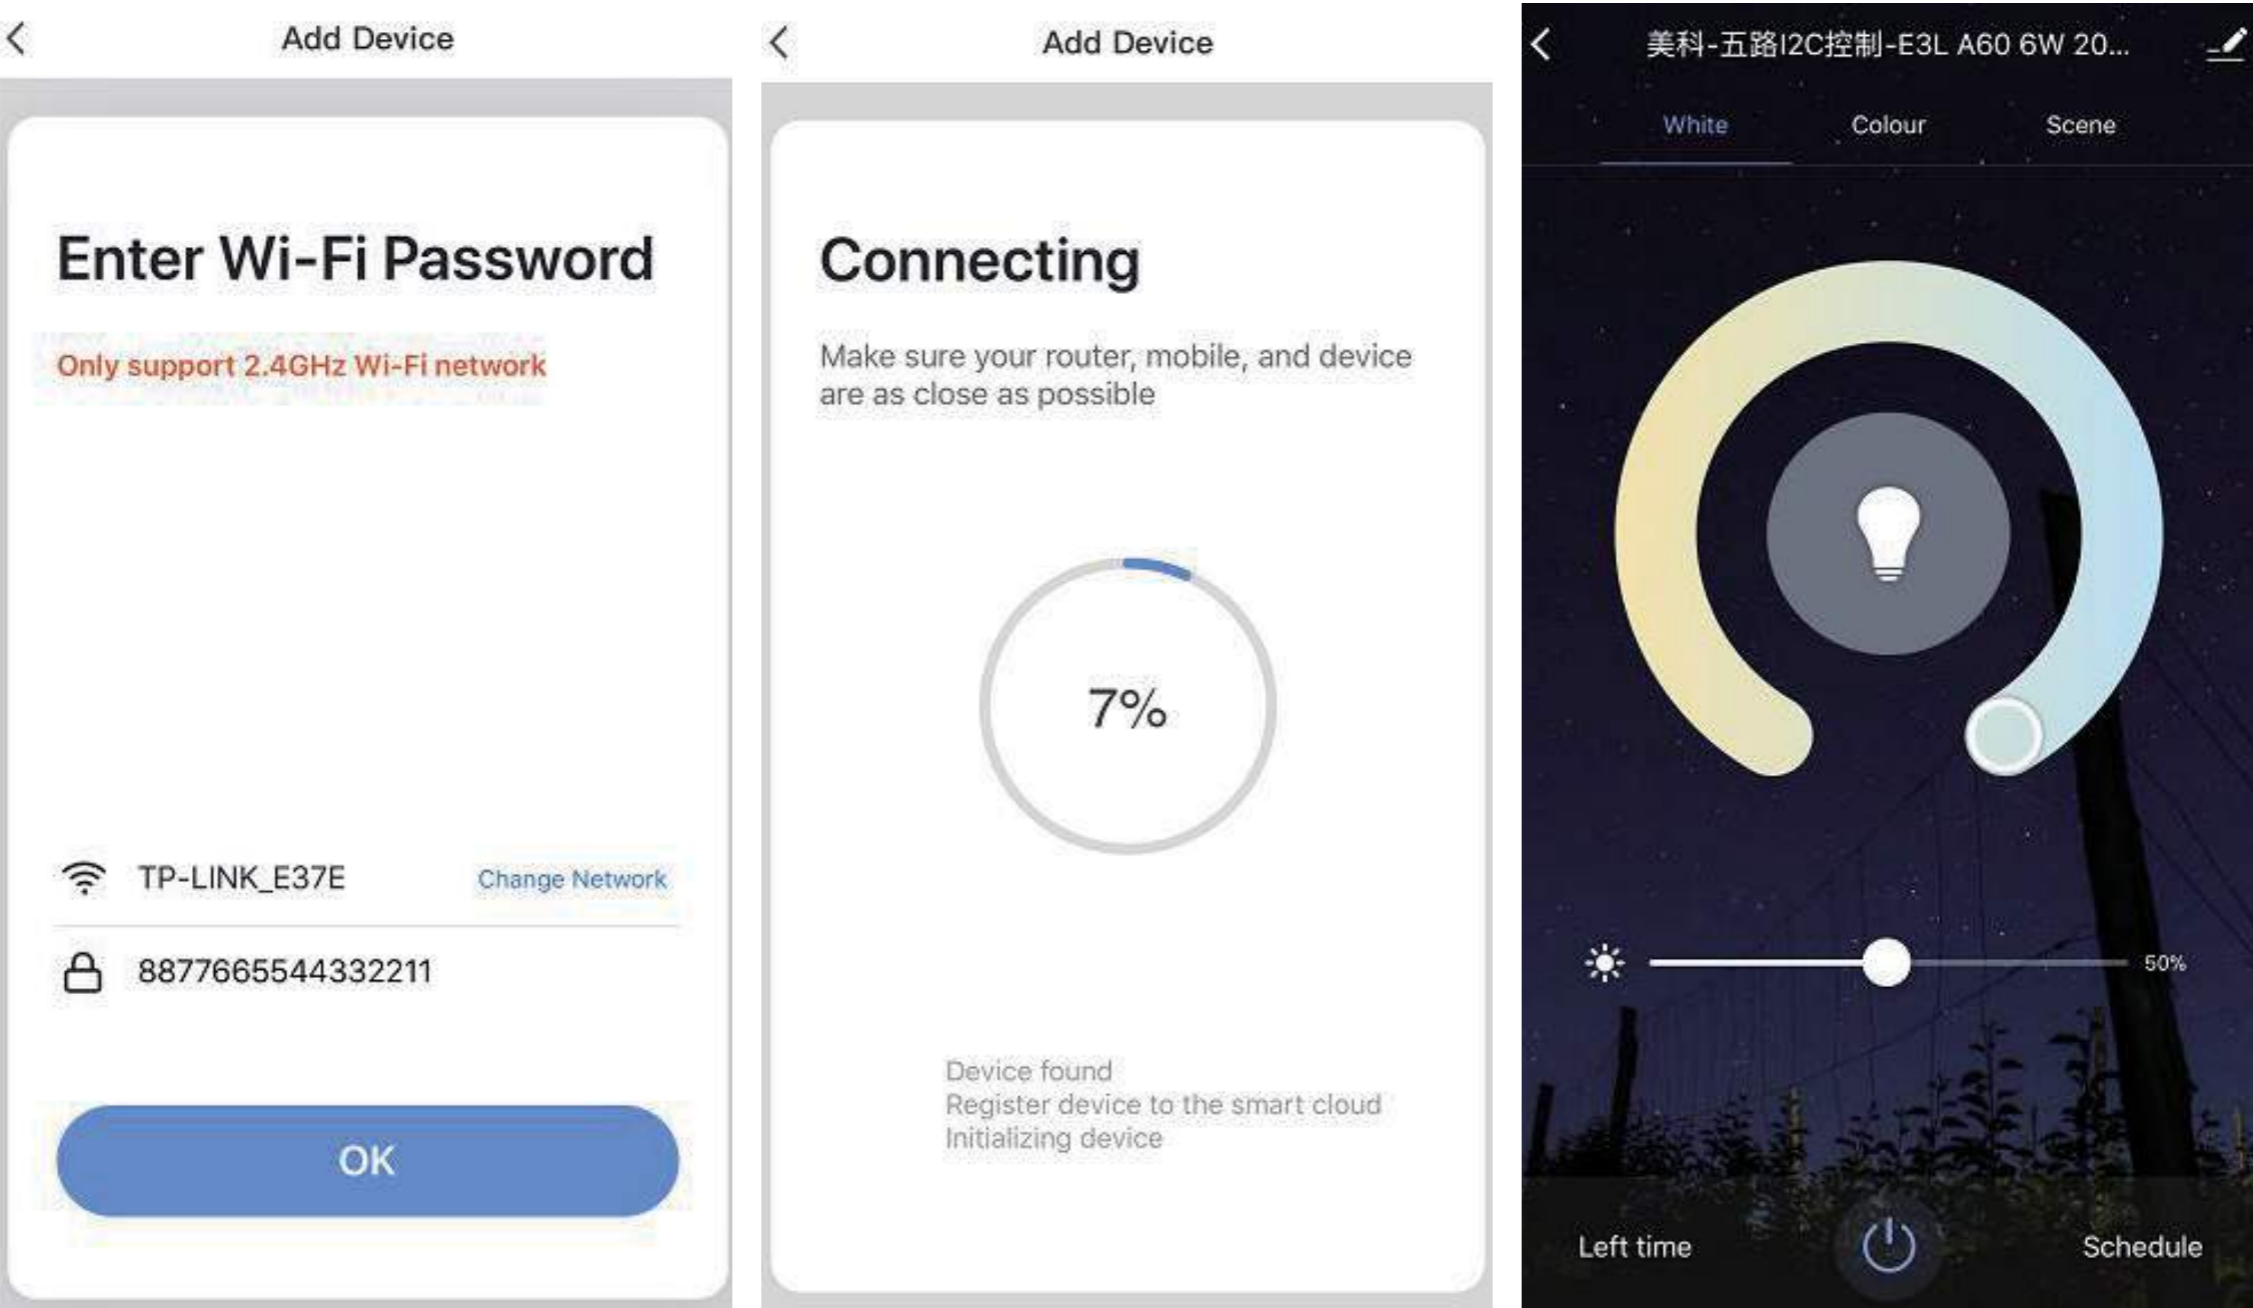 Add Device
Enter Wi-Fi Password
Only support 2.4GHz Wi-Fi network
TP-LINK_E37E
Change Network
8877665544332211
OK
Add Device
Connecting
Make sure your router, mobile, and device
are as close as possible
7%
Device found
Register device to the smart cloud
Initializing device
美科-五路I2C控制-E3L A60 6W 20...
White
Colour
Scene
50%
Left time
Schedule